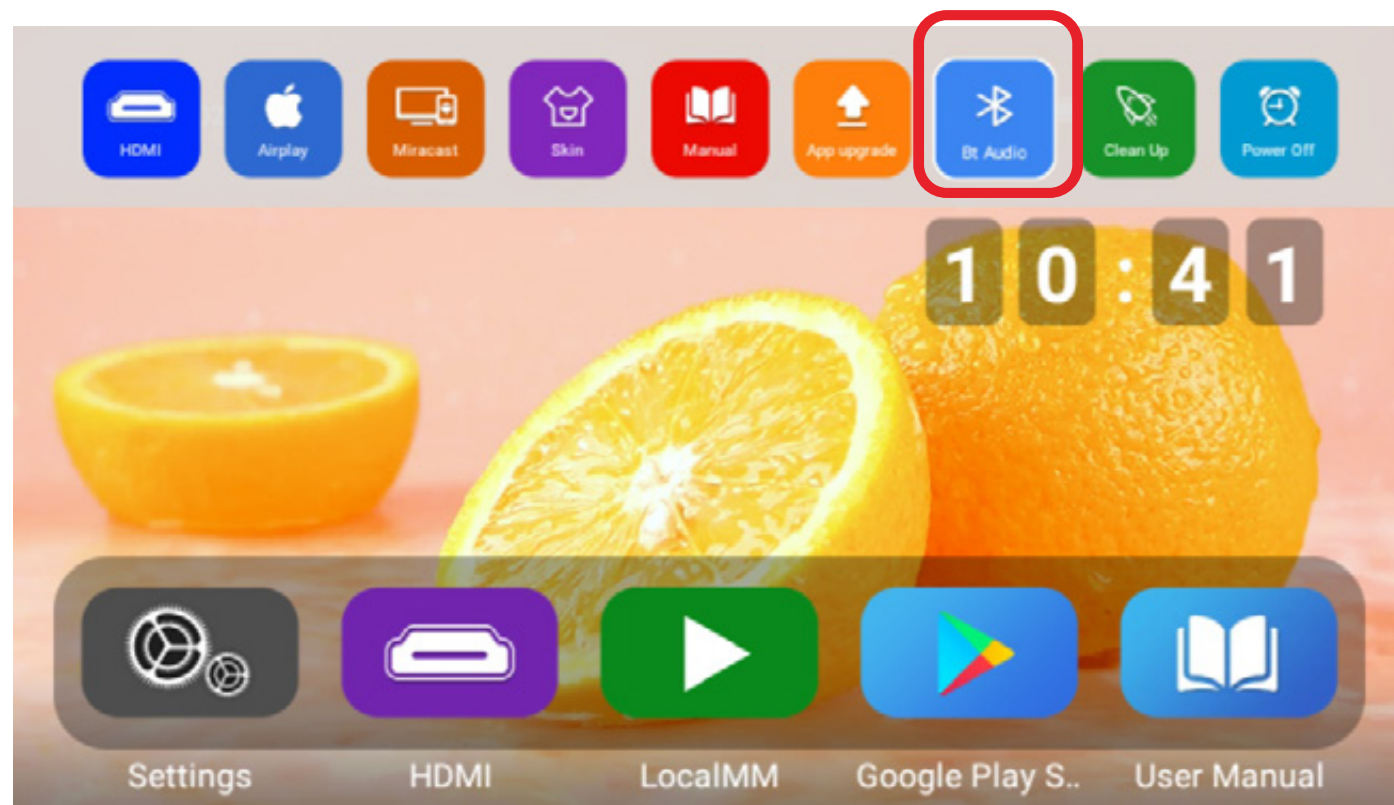 HDMI Airplay Miracast Skin Manual App upgrade Bt Audio Clean Up Power Off
10:41
Settings HDMI LocalMM Google Play S.. User Manual